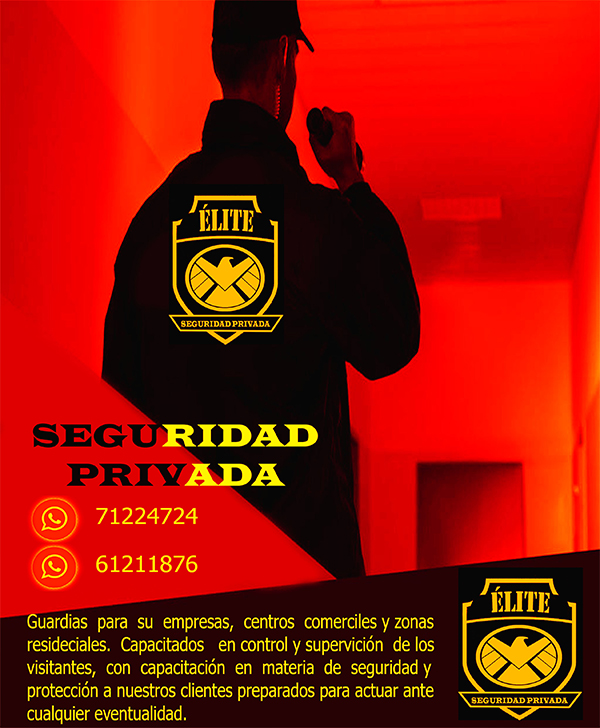 ÉLITE
SEGURIDAD PRIVADA
SEGURIDAD
PRIVADA
71224724
61211876
Guardias para su empresas, centros comerciles y zonas
resideciales. Capacitados en control y supervición de los
visitantes, con capacitación en materia de seguridad y
protección a nuestros clientes preparados para actuar ante
cualquier eventualidad.
ÉLITE
SEGURIDAD PRIVADA